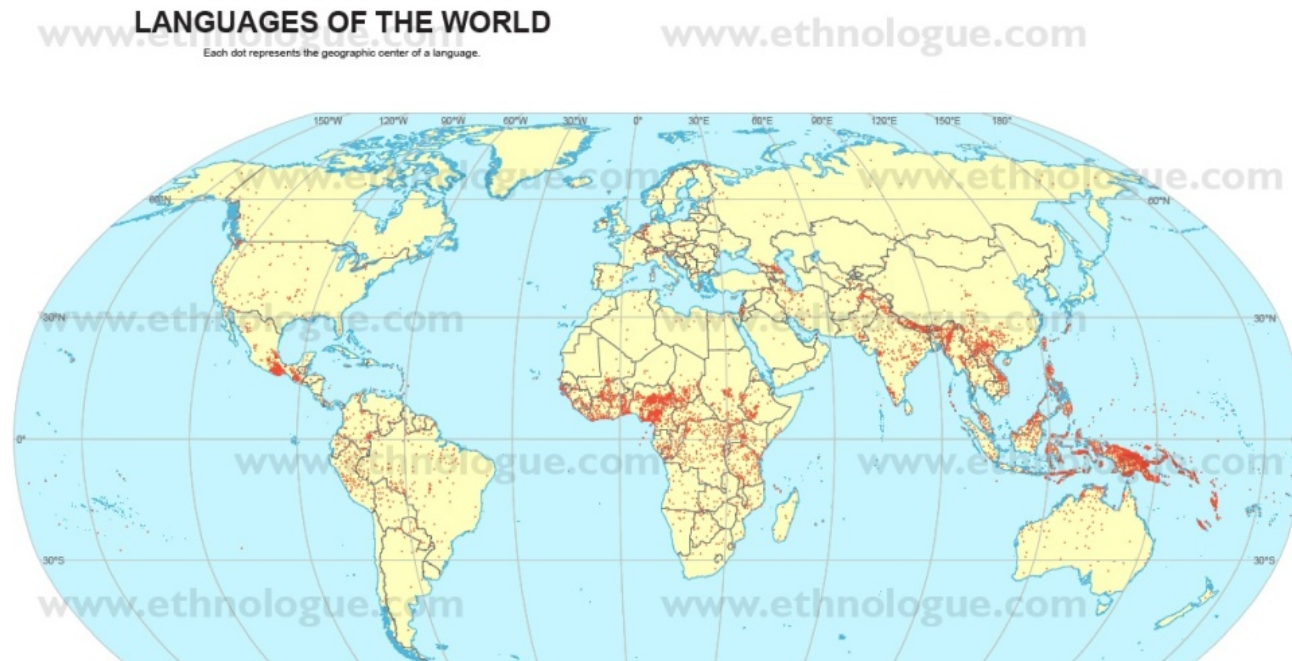 LANGUAGES OF THE WORLD
www.ethnologue.com www.ethnologue.com
Each dot represents the geographic center of a language.
150°W 120°W 90°W 60°W 30°W 0° 30°E 60°E 90°E 120°E 150°E 180°
www.ethnologue.com www.ethnologue.com
60°N 60°N
www.ethnologue.com www.ethnologue.com
30°N 30°N
0° 0°
www.ethnologue.com www.ethnologue.com
30°S 30°S
www.ethnologue.com www.ethnologue.com